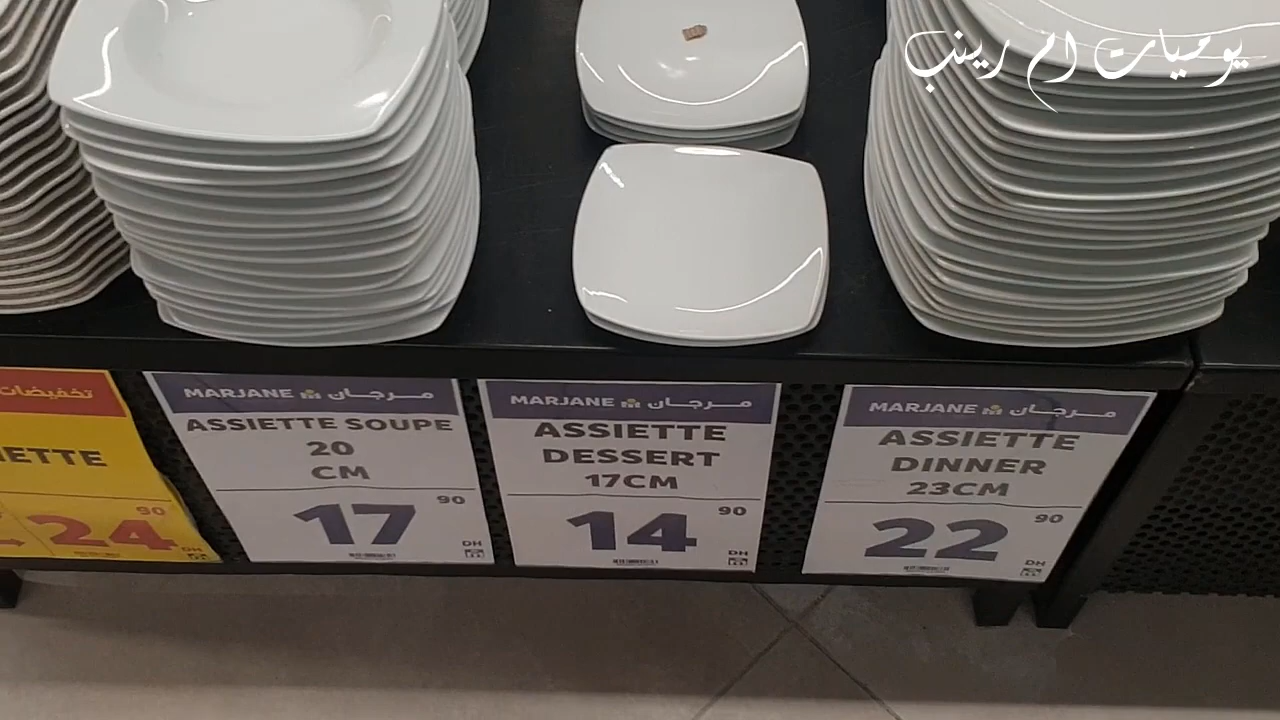 يوميات ام زينب
تخفيضات
IETTE
24 90
DH
MARJANE مرجان
ASSIETTE SOUPE
20
CM
17 90
DH
MARJANE مرجان
ASSIETTE
DESSERT
17CM
14 90
DH
MARJANE مرجان
ASSIETTE
DINNER
23CM
22 90
DH